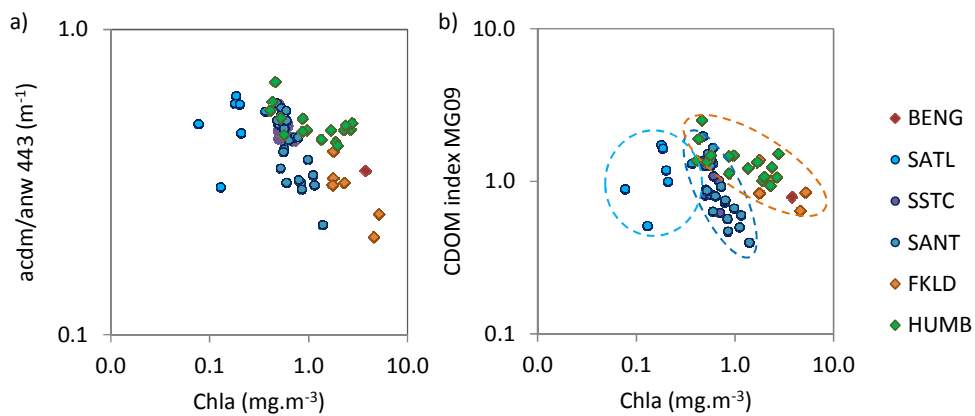 a)
1.0
0.1
acdm/anw 443 (m⁻¹)
0.0 0.1 1.0 10.0
Chla (mg.m⁻³)
b)
10.0
1.0
0.1
CDOM index MG09
0.0 0.1 1.0 10.0
Chla (mg.m⁻³)
BENG
SATL
SSTC
SANT
FKLD
HUMB